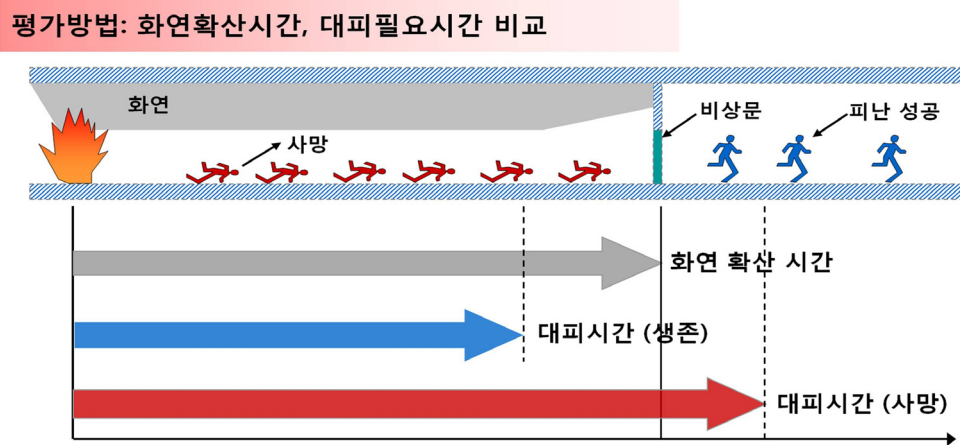 평가방법: 화연확산시간, 대피필요시간 비교
화연
사망
비상문
피난 성공
화연 확산 시간
대피시간 (생존)
대피시간 (사망)